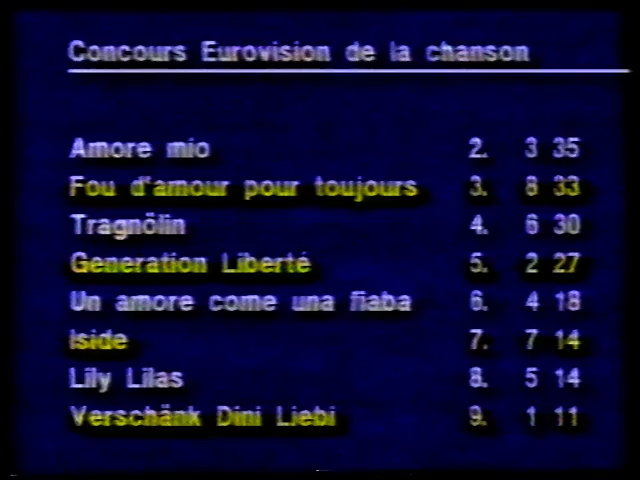 Concours Eurovision de la chanson
Amore mio 2. 3 35
Fou d'amour pour toujours 3. 8 33
Tragnölin 4. 6 30
Generation Liberté 5. 2 27
Un amore come una fiaba 6. 4 18
Iside 7. 7 14
Lily Lilas 8. 5 14
Verschänk Dini Liebi 9. 1 11